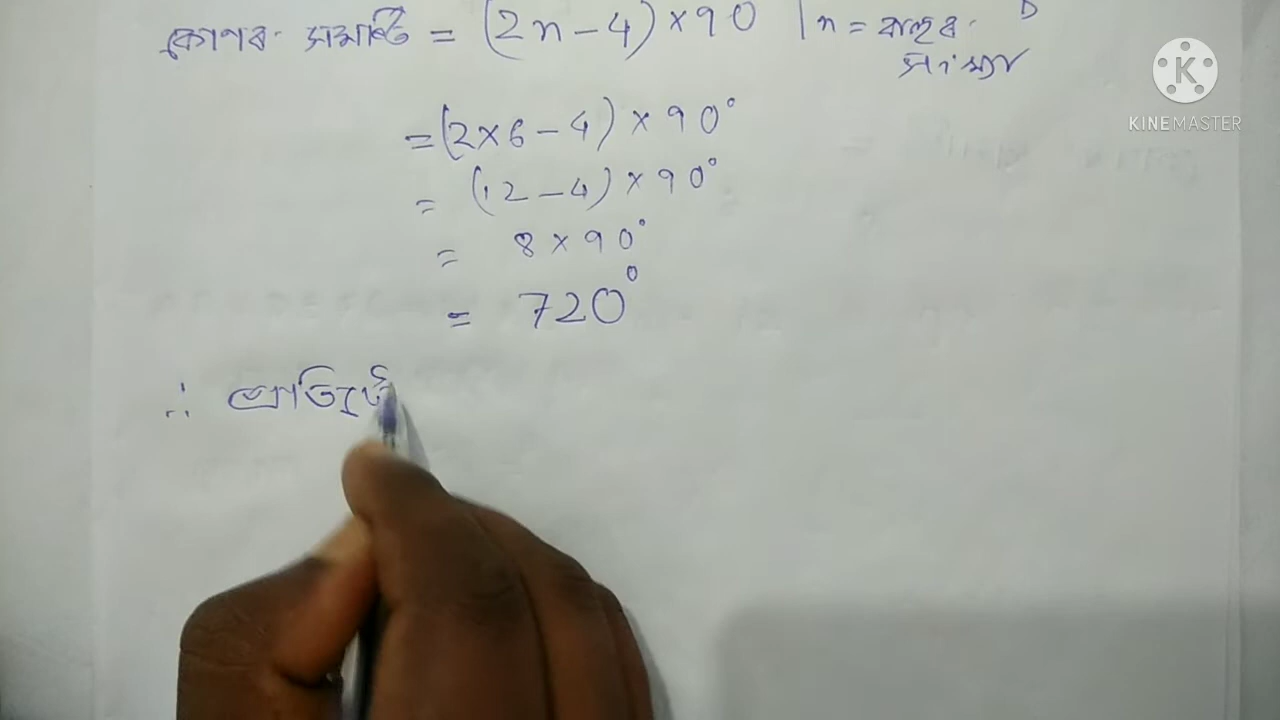 কোণৰ সমষ্টি = (2n - 4) × 90 | n = বাহুৰ
সংখ্যা
D
= (2×6 - 4) × 90°
= (12 - 4) × 90°
= 8 × 90°
= 720°
∴ প্ৰতিটো
K
KINEMASTER